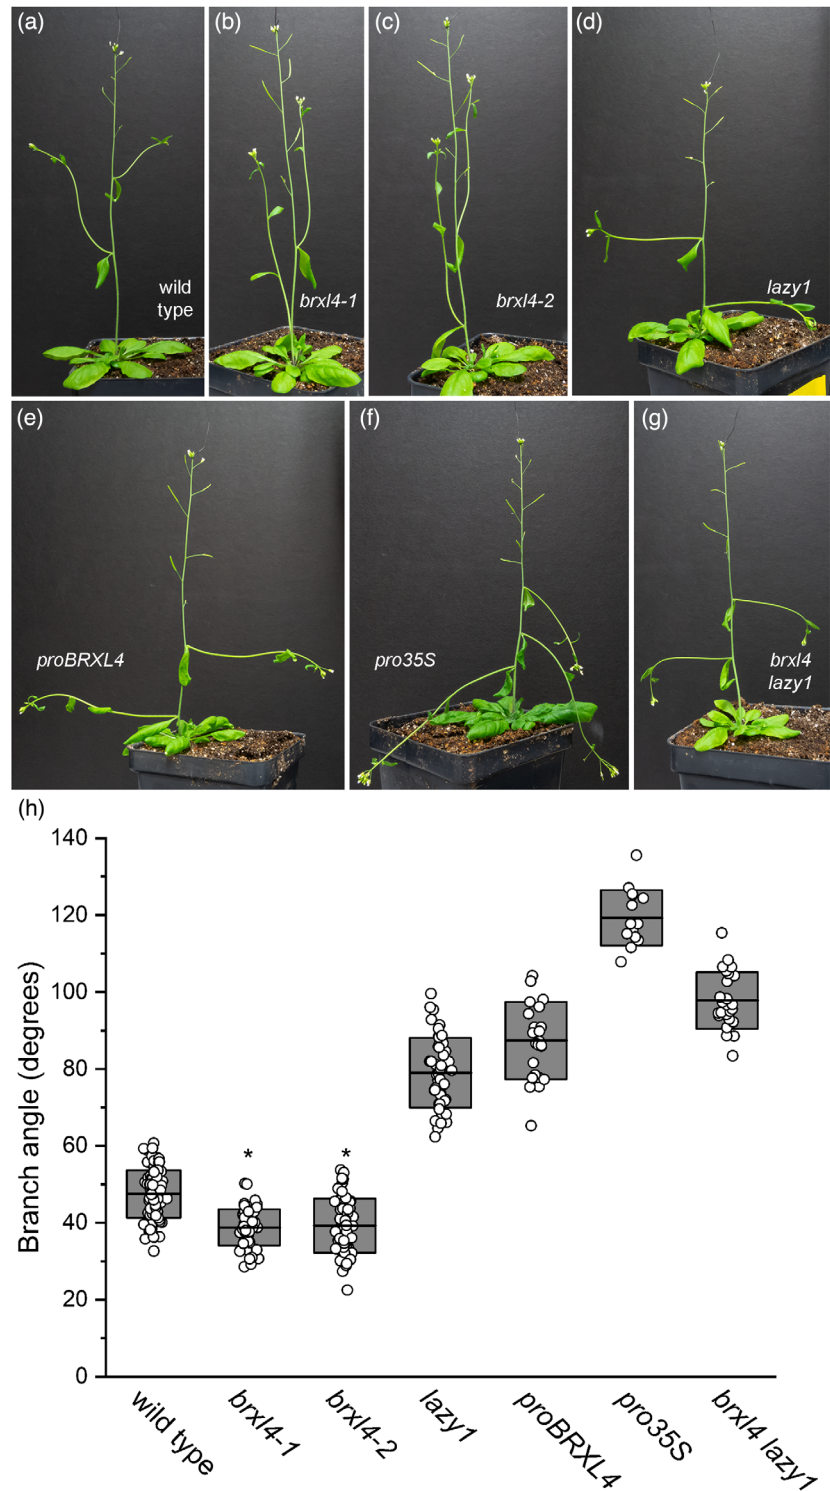 (a)
wild
type
(b)
brxl4-1
(c)
brxl4-2
(d)
lazy1
(e)
proBRXL4
(f)
pro35S
(g)
brxl4
lazy1
(h)
Branch angle (degrees)
140
120
100
80
60
40
20
0
*
*
wild type
brxl4-1
brxl4-2
lazy1
proBRXL4
pro35S
brxl4 lazy1